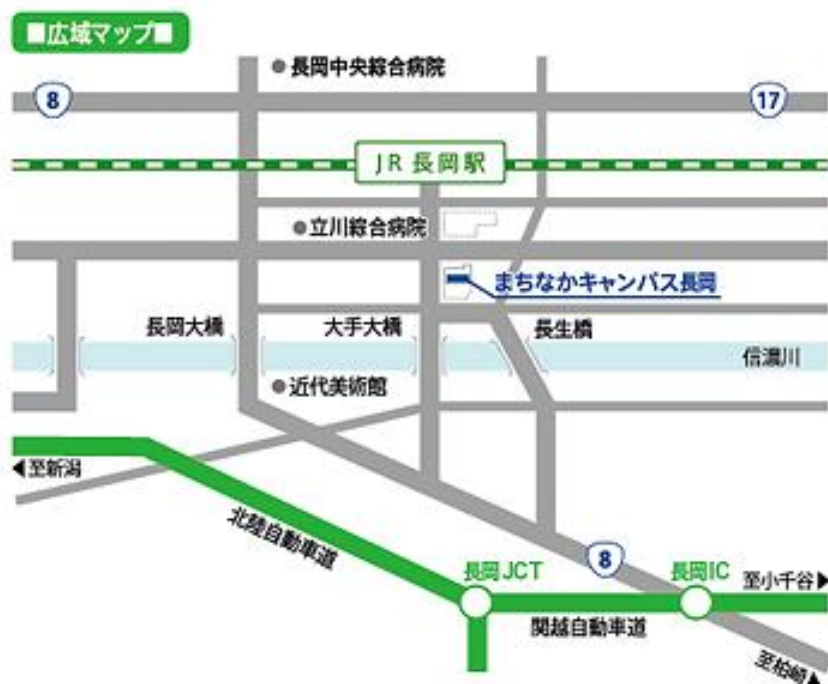 ■広域マップ■
長岡中央綜合病院
8
17
JR 長岡駅
立川綜合病院
まちなかキャンパス長岡
長岡大橋
大手大橋
長生橋
信濃川
近代美術館
◀至新潟
北陸自動車道
8
長岡JCT
長岡IC
至小千谷▶
関越自動車道
至柏崎▶